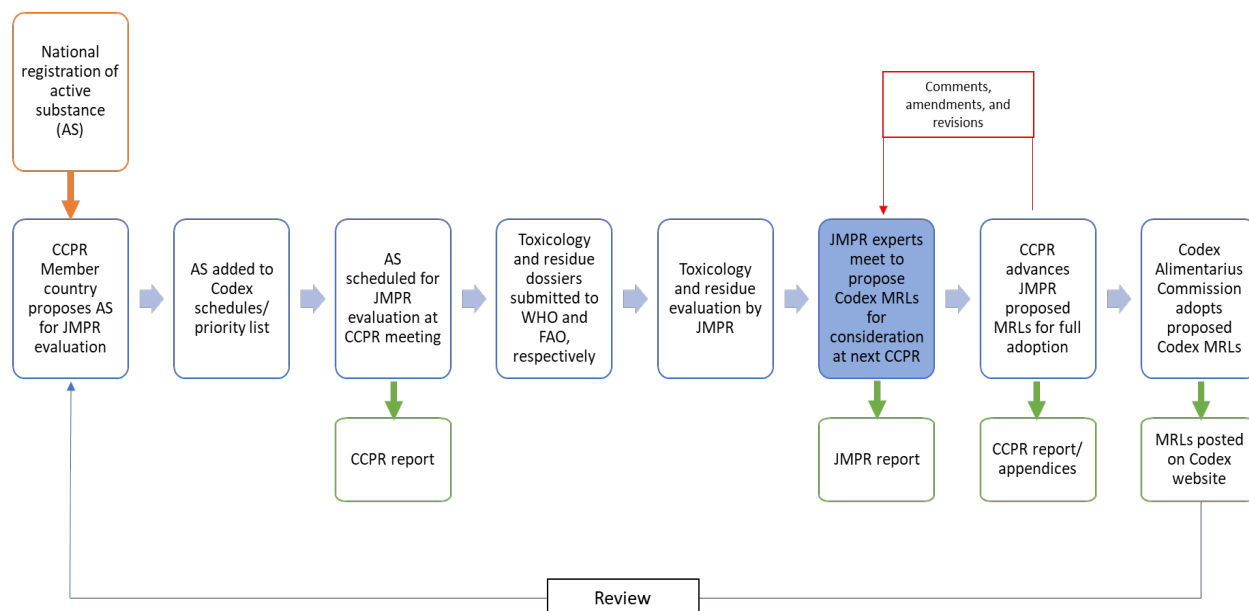 National
registration of
active
substance
(AS)
Comments,
amendments, and
revisions
CCPR
Member
country
proposes AS
for JMPR
evaluation
AS added to
Codex
schedules/
priority list
AS
scheduled for
JMPR
evaluation at
CCPR meeting
Toxicology
and residue
dossiers
submitted to
WHO and
FAO,
respectively
Toxicology
and residue
evaluation by
JMPR
JMPR experts
meet to
propose
Codex MRLs
for
consideration
at next CCPR
CCPR
advances
JMPR
proposed
MRLs for full
adoption
Codex
Alimentarius
Commission
adopts
proposed
Codex MRLs
CCPR report
JMPR report
CCPR report/
appendices
MRLs posted
on Codex
website
Review